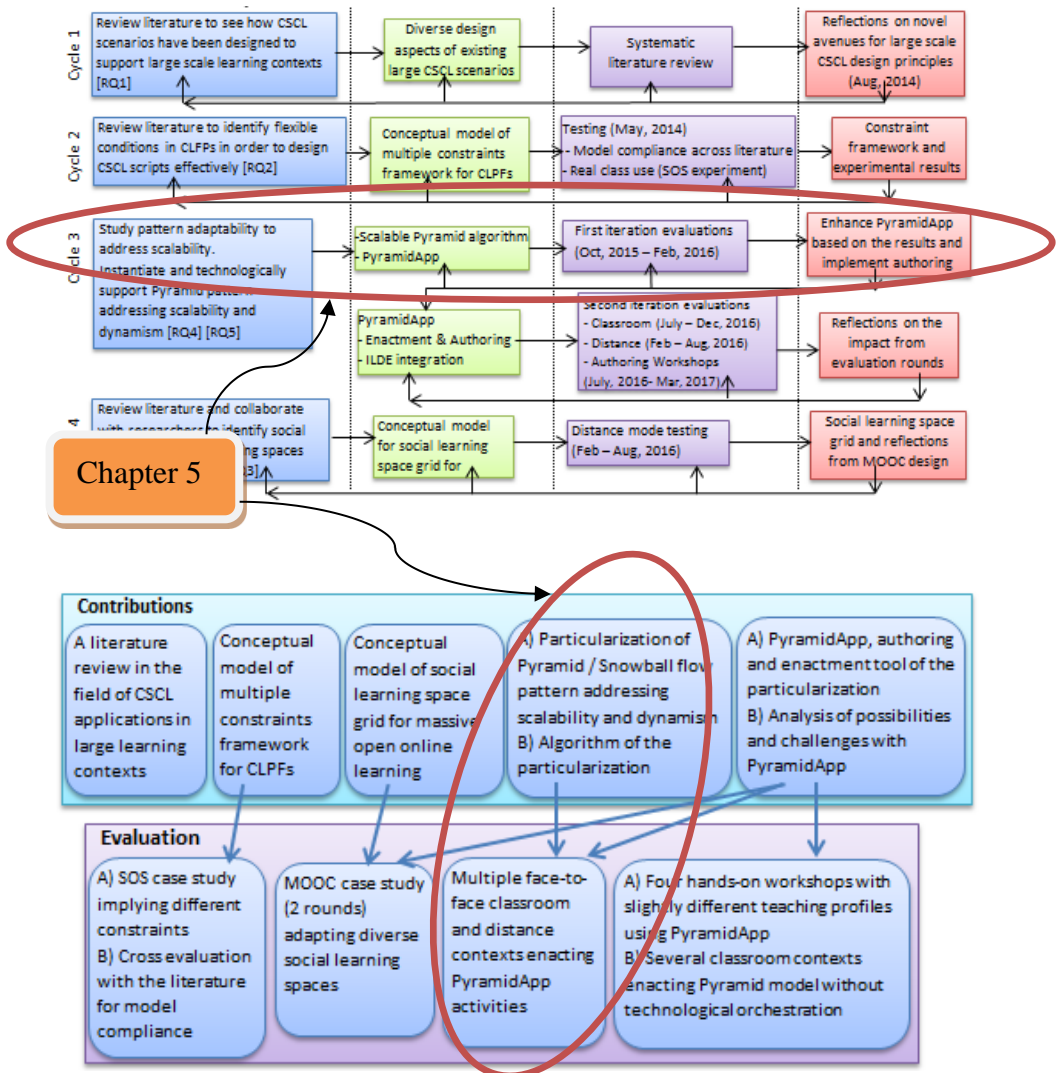 Cycle 1
Review literature to see how CSCL
scenarios have been designed to
support large scale learning contexts
[RQ1]
Diverse design
aspects of existing
large CSCL scenarios
Systematic
literature review
Reflections on novel
avenues for large scale
CSCL design principles
(Aug, 2014)
Cycle 2
Review literature to identify flexible
conditions in CLFPs in order to design
CSCL scripts effectively [RQ2]
Conceptual model of
multiple constraints
framework for CLPFs
Testing (May, 2014)
- Model compliance across literature
- Real class use (SOS experiment)
Constraint
framework and
experimental results
Cycle 3
Study pattern adaptability to
address scalability.
Instantiate and technologically
support Pyramid pattern
addressing scalability and
dynamism [RQ4] [RQ5]
-Scalable Pyramid algorithm
- PyramidApp
First iteration evaluations
(Oct, 2015 – Feb, 2016)
Enhance PyramidApp
based on the results and
implement authoring
PyramidApp
- Enactment & Authoring
- ILDE integration
Second iteration evaluations
- Classroom (July – Dec, 2016)
- Distance (Feb – Aug, 2016)
- Authoring Workshops
(July, 2016- Mar, 2017)
Reflections on the
impact from
evaluation rounds
4
Review literature and collaborate
with researchers to identify social
spaces
Conceptual model
for social learning
space grid for
Distance mode testing
(Feb – Aug, 2016)
Social learning space
grid and reflections
from MOOC design
Chapter 5
Contributions
A literature
review in the
field of CSCL
applications in
large learning
contexts
Conceptual
model of
multiple
constraints
framework
for CLPFs
Conceptual
model of social
learning space
grid for massive
open online
learning
A) Particularization of
Pyramid / Snowball flow
pattern addressing
scalability and dynamism
B) Algorithm of the
particularization
A) PyramidApp, authoring
and enactment tool of the
particularization
B) Analysis of possibilities
and challenges with
PyramidApp
Evaluation
A) SOS case study
implying different
constraints
B) Cross evaluation
with the literature
for model
compliance
MOOC case study
(2 rounds)
adapting diverse
social learning
spaces
Multiple face-to-
face classroom
and distance
contexts enacting
PyramidApp
activities
A) Four hands-on workshops with
slightly different teaching profiles
using PyramidApp
B) Several classroom contexts
enacting Pyramid model without
technological orchestration